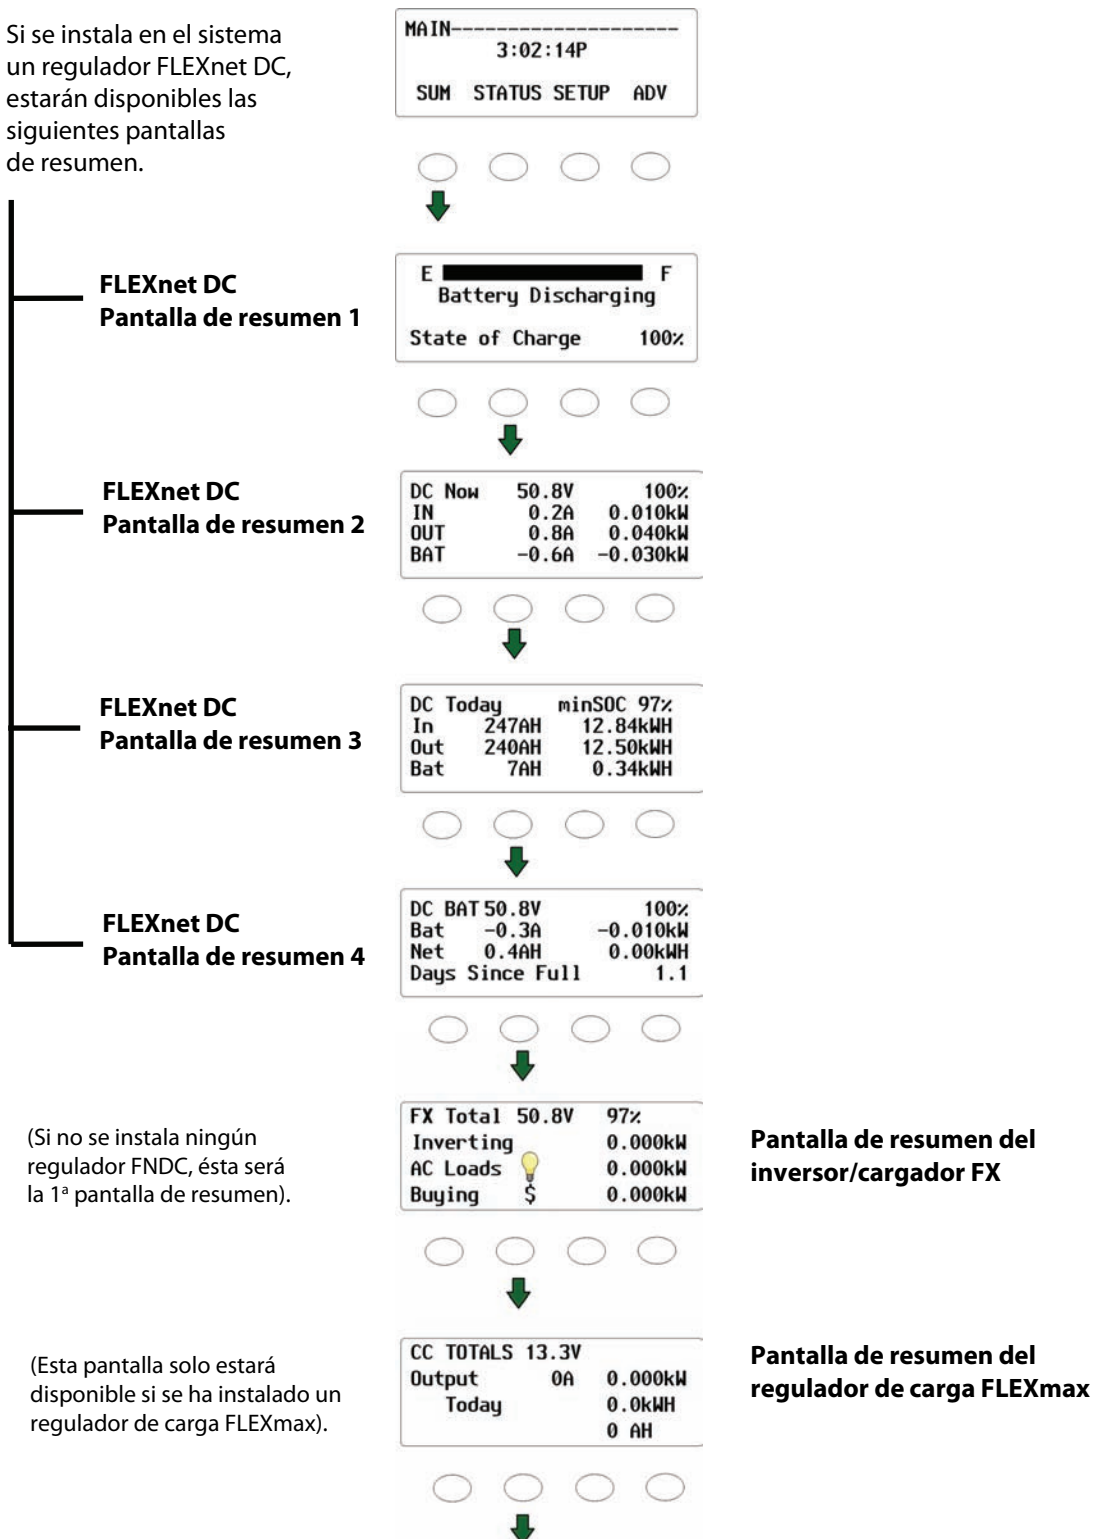 Si se instala en el sistema
un regulador FLEXnet DC,
estarán disponibles las
siguientes pantallas
de resumen.
MAIN--------------------
3:02:14P
SUM STATUS SETUP ADV
FLEXnet DC
Pantalla de resumen 1
E F
Battery Discharging
State of Charge 100%
FLEXnet DC
Pantalla de resumen 2
DC Now 50.8V 100%
IN 0.2A 0.010kW
OUT 0.8A 0.040kW
BAT -0.6A -0.030kW
FLEXnet DC
Pantalla de resumen 3
DC Today minSOC 97%
In 247AH 12.84kWH
Out 240AH 12.50kWH
Bat 7AH 0.34kWH
FLEXnet DC
Pantalla de resumen 4
DC BAT 50.8V 100%
Bat -0.3A -0.010kW
Net 0.4AH 0.00kWH
Days Since Full 1.1
(Si no se instala ningún
regulador FNDC, ésta será
la 1ª pantalla de resumen).
FX Total 50.8V 97%
Inverting 0.000kW
AC Loads 0.000kW
Buying $ 0.000kW
Pantalla de resumen del
inversor/cargador FX
(Esta pantalla solo estará
disponible si se ha instalado un
regulador de carga FLEXmax).
CC TOTALS 13.3V
Output 0A 0.000kW
Today 0.0kWH
0 AH
Pantalla de resumen del
regulador de carga FLEXmax